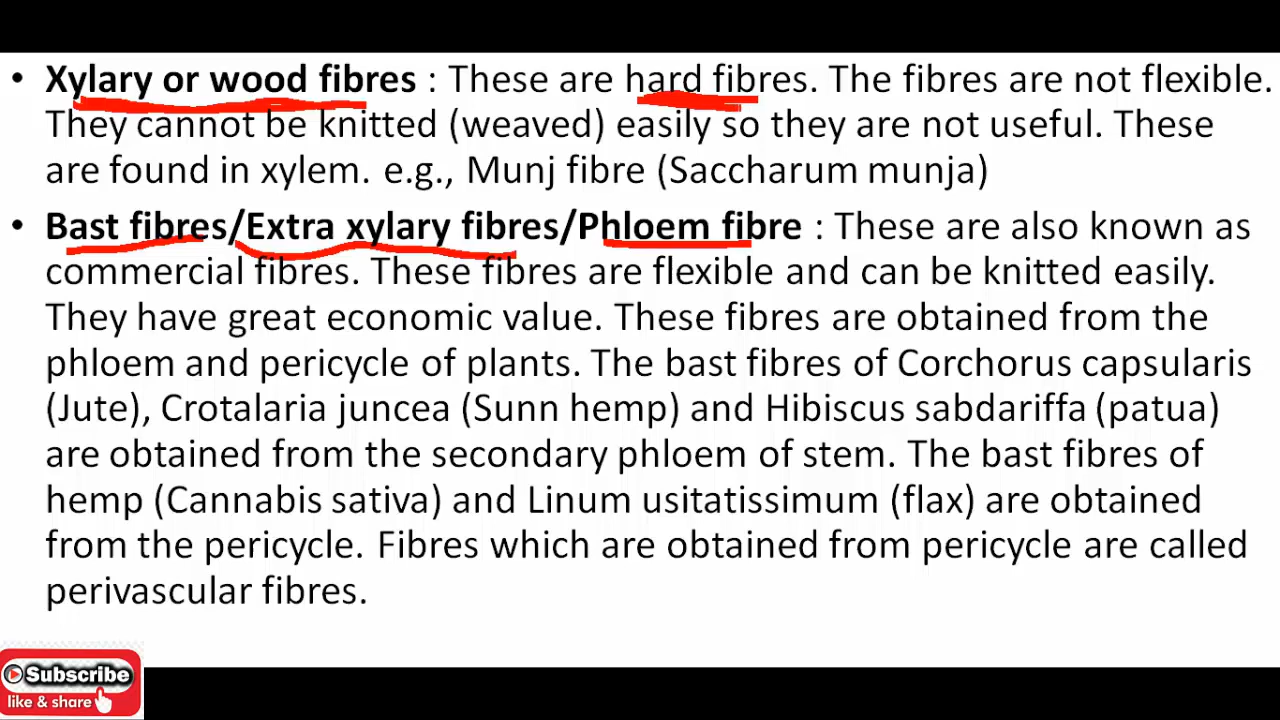 • Xylary or wood fibres : These are hard fibres. The fibres are not flexible.
They cannot be knitted (weaved) easily so they are not useful. These
are found in xylem. e.g., Munj fibre (Saccharum munja)
• Bast fibres/Extra xylary fibres/Phloem fibre : These are also known as
commercial fibres. These fibres are flexible and can be knitted easily.
They have great economic value. These fibres are obtained from the
phloem and pericycle of plants. The bast fibres of Corchorus capsularis
(Jute), Crotalaria juncea (Sunn hemp) and Hibiscus sabdariffa (patua)
are obtained from the secondary phloem of stem. The bast fibres of
hemp (Cannabis sativa) and Linum usitatissimum (flax) are obtained
from the pericycle. Fibres which are obtained from pericycle are called
perivascular fibres.
Subscribe
like & share